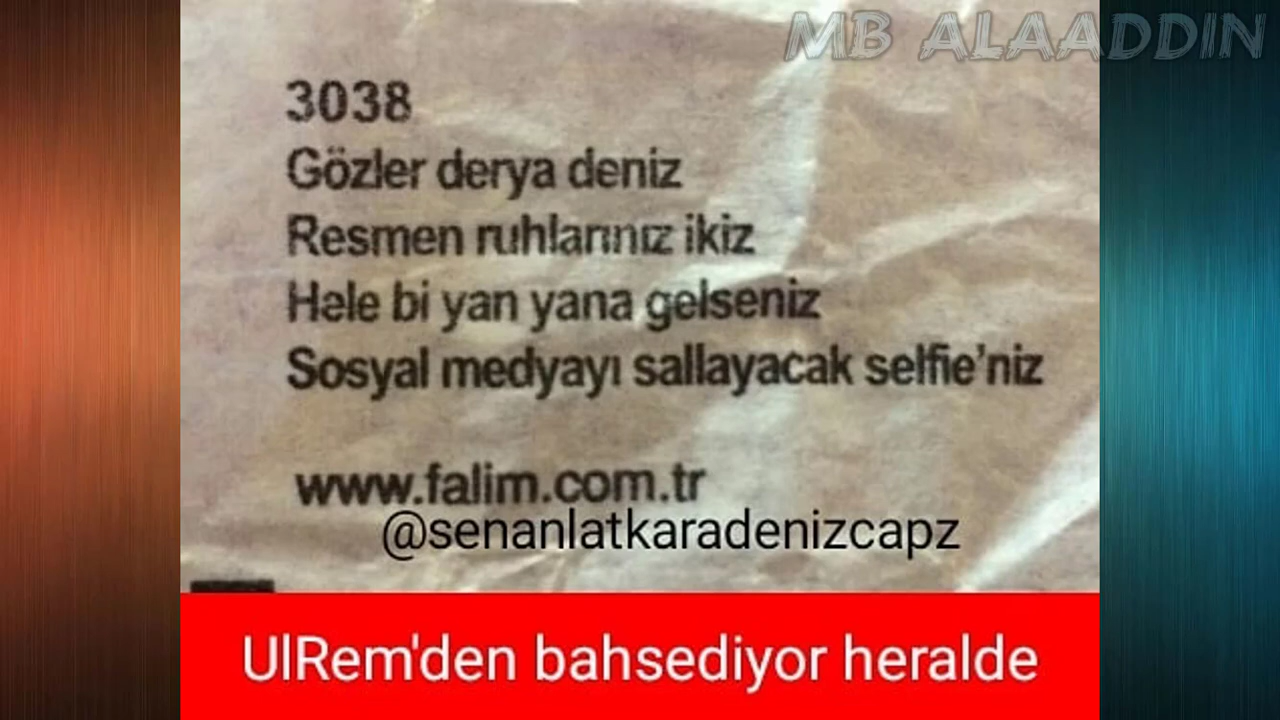 MB ALAADDIN
3038
Gözler derya deniz
Resmen ruhlarınız ikiz
Hele bi yan yana gelseniz
Sosyal medyayı sallayacak selfie'niz
www.falim.com.tr
@senanlatkaradenizcapz
UlRem'den bahsediyor heralde